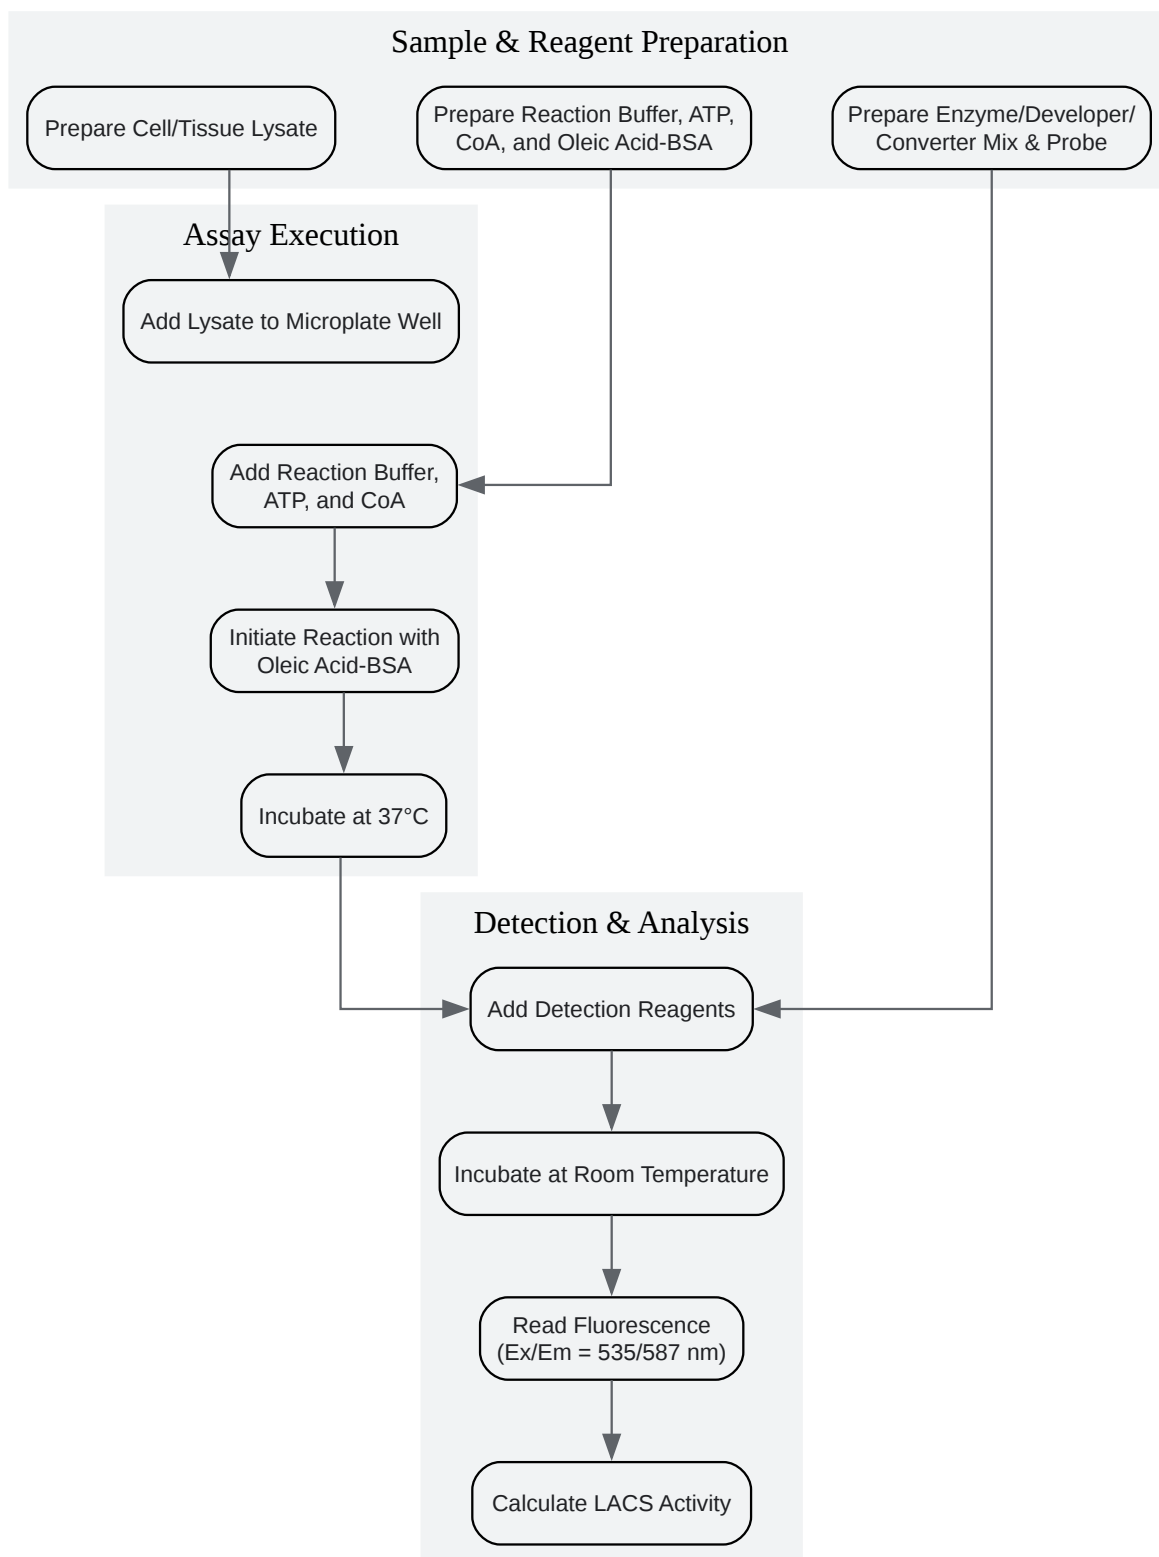 Sample & Reagent Preparation
Prepare Cell/Tissue Lysate
Prepare Reaction Buffer, ATP,
CoA, and Oleic Acid-BSA
Prepare Enzyme/Developer/
Converter Mix & Probe
Assay Execution
Add Lysate to Microplate Well
Add Reaction Buffer,
ATP, and CoA
Initiate Reaction with
Oleic Acid-BSA
Incubate at 37°C
Detection & Analysis
Add Detection Reagents
Incubate at Room Temperature
Read Fluorescence
(Ex/Em = 535/587 nm)
Calculate LACS Activity